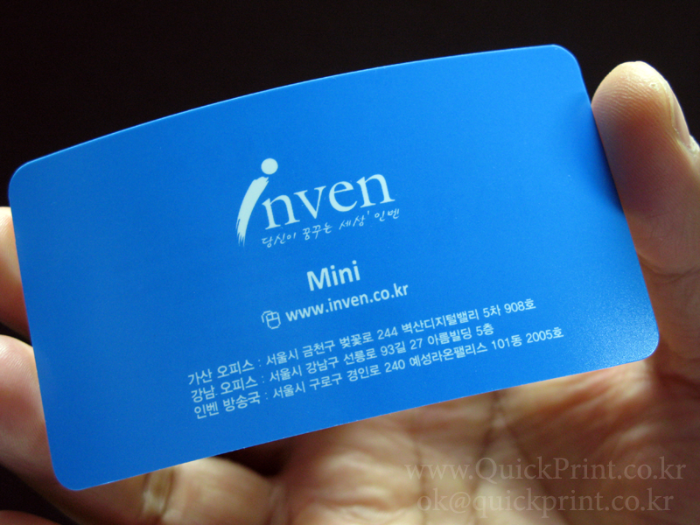 inven
당신이 꿈꾸는 세상' 인벤
Mini
www.inven.co.kr
가산 오피스 : 서울시 금천구 벚꽃로 244 벽산디지털밸리 5차 908호
강남. 오피스 : 서울시 강남구 선릉로 93길 27 아름빌딩 5층
인벤 방송국 : 서울시 구로구 경인로 240 예성라온팰리스 101동 2005호
www.QuickPrint.co.kr
ok@quickprint.co.kr